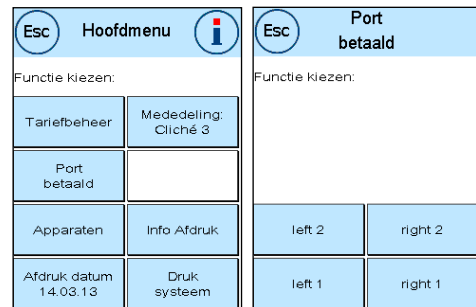 Esc
Hoofdmenu
i
Functie kiezen:
Tariefbeheer
Mededeling:
Cliché 3
Port
betaald
Apparaten
Info Afdruk
Afdruk datum
14.03.13
Druk
systeem
Esc
Port
betaald
Functie kiezen:
left 2
right 2
left 1
right 1